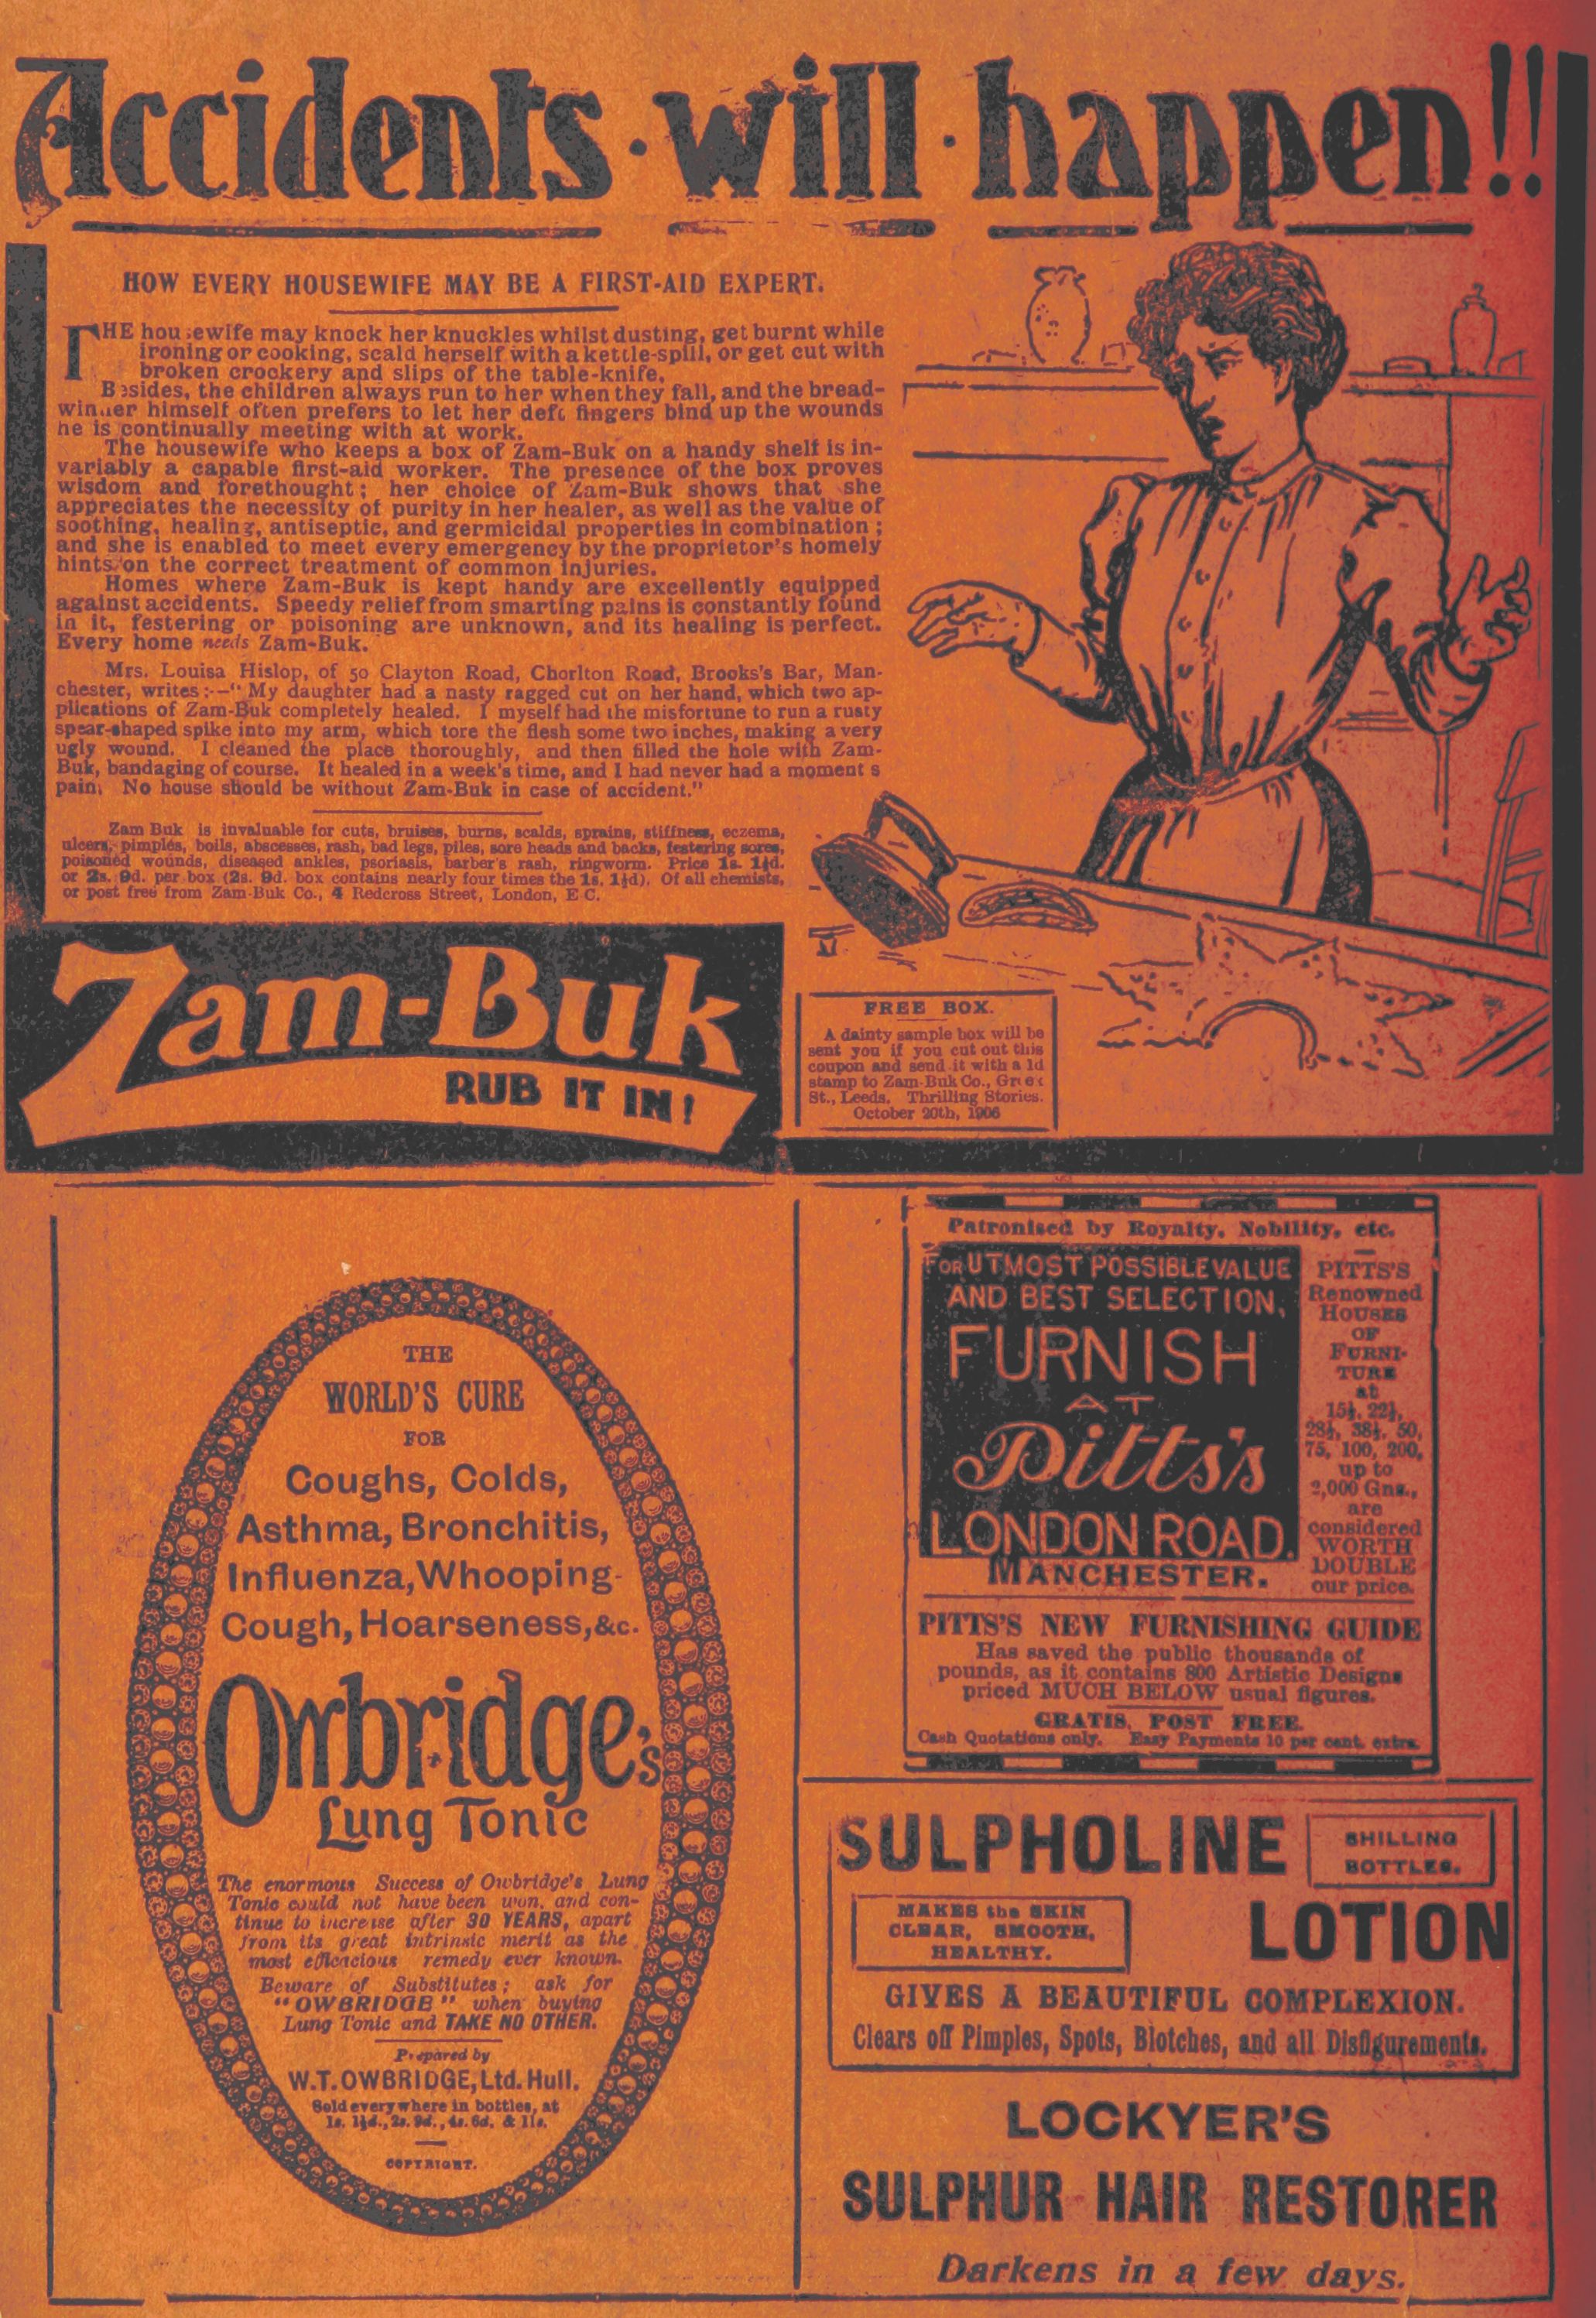 Accidents · will · happen!!
HOW EVERY HOUSEWIFE MAY BE A FIRST-AID EXPERT.
THE housewife may knock her knuckles whilst dusting, get burnt while
ironing or cooking, scald herself with a kettle-spill, or get cut with
broken crockery and slips of the table-knife.
Besides, the children always run to her when they fall, and the bread-
winner himself often prefers to let her deft fingers bind up the wounds
he is continually meeting with at work.
The housewife who keeps a box of Zam-Buk on a handy shelf is in-
variably a capable first-aid worker. The presence of the box proves
wisdom and forethought; her choice of Zam-Buk shows that she
appreciates the necessity of purity in her healer, as well as the value of
soothing, healing, antiseptic, and germicidal properties in combination;
and she is enabled to meet every emergency by the proprietor's homely
hints on the correct treatment of common injuries.
Homes where Zam-Buk is kept handy are excellently equipped
against accidents. Speedy relief from smarting pains is constantly found
in it, festering or poisoning are unknown, and its healing is perfect.
Every home needs Zam-Buk.
Mrs. Louisa Hislop, of 50 Clayton Road, Chorlton Road, Brooks's Bar, Man-
chester, writes:—"My daughter had a nasty ragged cut on her hand, which two ap-
plications of Zam-Buk completely healed. I myself had the misfortune to run a rusty
spear-shaped spike into my arm, which tore the flesh some two inches, making a very
ugly wound. I cleaned the place thoroughly, and then filled the hole with Zam-
Buk, bandaging of course. It healed in a week's time, and I had never had a moment s
pain. No house should be without Zam-Buk in case of accident."
Zam Buk is invaluable for cuts, bruises, burns, scalds, sprains, stiffness, eczema,
ulcers, pimples, boils, abscesses, rash, bad legs, piles, sore heads and backs, festering sores,
poisoned wounds, diseased ankles, psoriasis, barber's rash, ringworm. Price 1s. 1½d.
or 2s. 9d. per box (2s. 9d. box contains nearly four times the 1s. 1½d). Of all chemists,
or post free from Zam-Buk Co., 4 Redcross Street, London, E C.
Zam-Buk
RUB IT IN!
FREE BOX.
A dainty sample box will be
sent you if you cut out this
coupon and send it with a 1d
stamp to Zam-Buk Co., Greek
St., Leeds. Thrilling Stories.
October 20th, 1906
THE
WORLD'S CURE
FOR
Coughs, Colds,
Asthma, Bronchitis,
Influenza, Whooping-
Cough, Hoarseness, &c.
Owbridge's
Lung Tonic
The enormous Success of Owbridge's Lung
Tonic could not have been won, and con-
tinue to increase after 30 YEARS, apart
from its great intrinsic merit as the
most efficacious remedy ever known.
Beware of Substitutes; ask for
"OWBRIDGE" when buying
Lung Tonic and TAKE NO OTHER.
Prepared by
W.T. OWBRIDGE, Ltd. Hull.
Sold everywhere in bottles, at
1s. 1½d., 2s. 9d., 4s. 6d. & 11s.
COPYRIGHT.
Patronised by Royalty, Nobility, etc.
FOR UTMOST POSSIBLE VALUE
AND BEST SELECTION,
FURNISH
AT
Pitts's
LONDON ROAD,
MANCHESTER.
PITTS'S
Renowned
HOUSES
OF
FURNI-
TURE
at
15½, 22½,
28½, 38½, 50,
75, 100, 200,
up to
2,000 Gns.,
are
considered
WORTH
DOUBLE
our price.
PITTS'S NEW FURNISHING GUIDE
Has saved the public thousands of
pounds, as it contains 800 Artistic Designs
priced MUCH BELOW usual figures.
GRATIS, POST FREE.
Cash Quotations only. Easy Payments 10 per cent. extra.
SULPHOLINE
SHILLING
BOTTLES.
MAKES the SKIN
CLEAR, SMOOTH,
HEALTHY.
LOTION
GIVES A BEAUTIFUL COMPLEXION.
Clears off Pimples, Spots, Blotches, and all Disfigurements.
LOCKYER'S
SULPHUR HAIR RESTORER
Darkens in a few days.